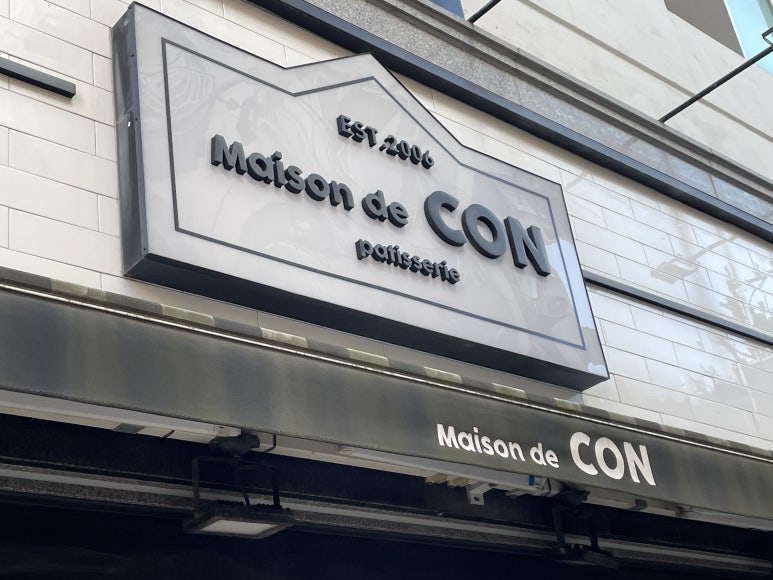 EST,2006
Maison de CON
patisserie
Maison de CON